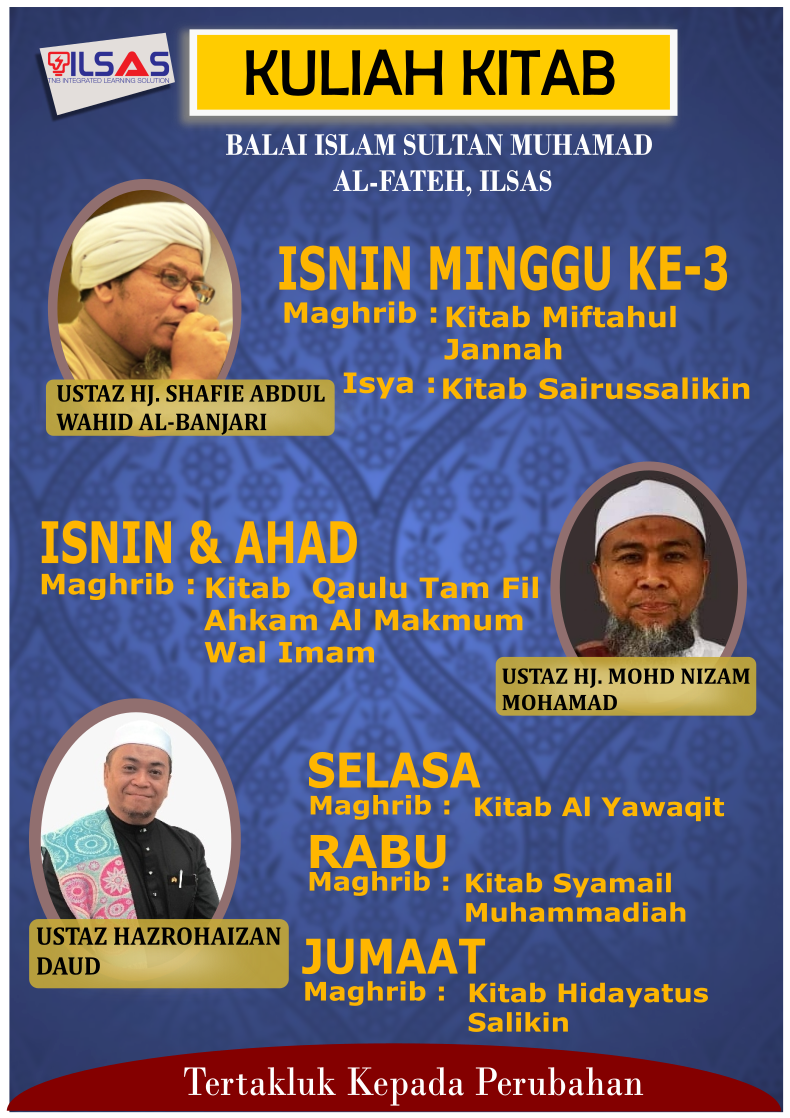 ILSAS
TNB INTEGRATED LEARNING SOLUTION
KULIAH KITAB
BALAI ISLAM SULTAN MUHAMAD
AL-FATEH, ILSAS
ISNIN MINGGU KE-3
Maghrib : Kitab Miftahul
Jannah
Isya : Kitab Sairussalikin
USTAZ HJ. SHAFIE ABDUL
WAHID AL-BANJARI
ISNIN & AHAD
Maghrib : Kitab Qaulu Tam Fil
Ahkam Al Makmum
Wal Imam
USTAZ HJ. MOHD NIZAM
MOHAMAD
SELASA
Maghrib : Kitab Al Yawaqit
RABU
Maghrib : Kitab Syamail
Muhammadiah
USTAZ HAZROHAIZAN
DAUD
JUMAAT
Maghrib : Kitab Hidayatus
Salikin
Tertakluk Kepada Perubahan